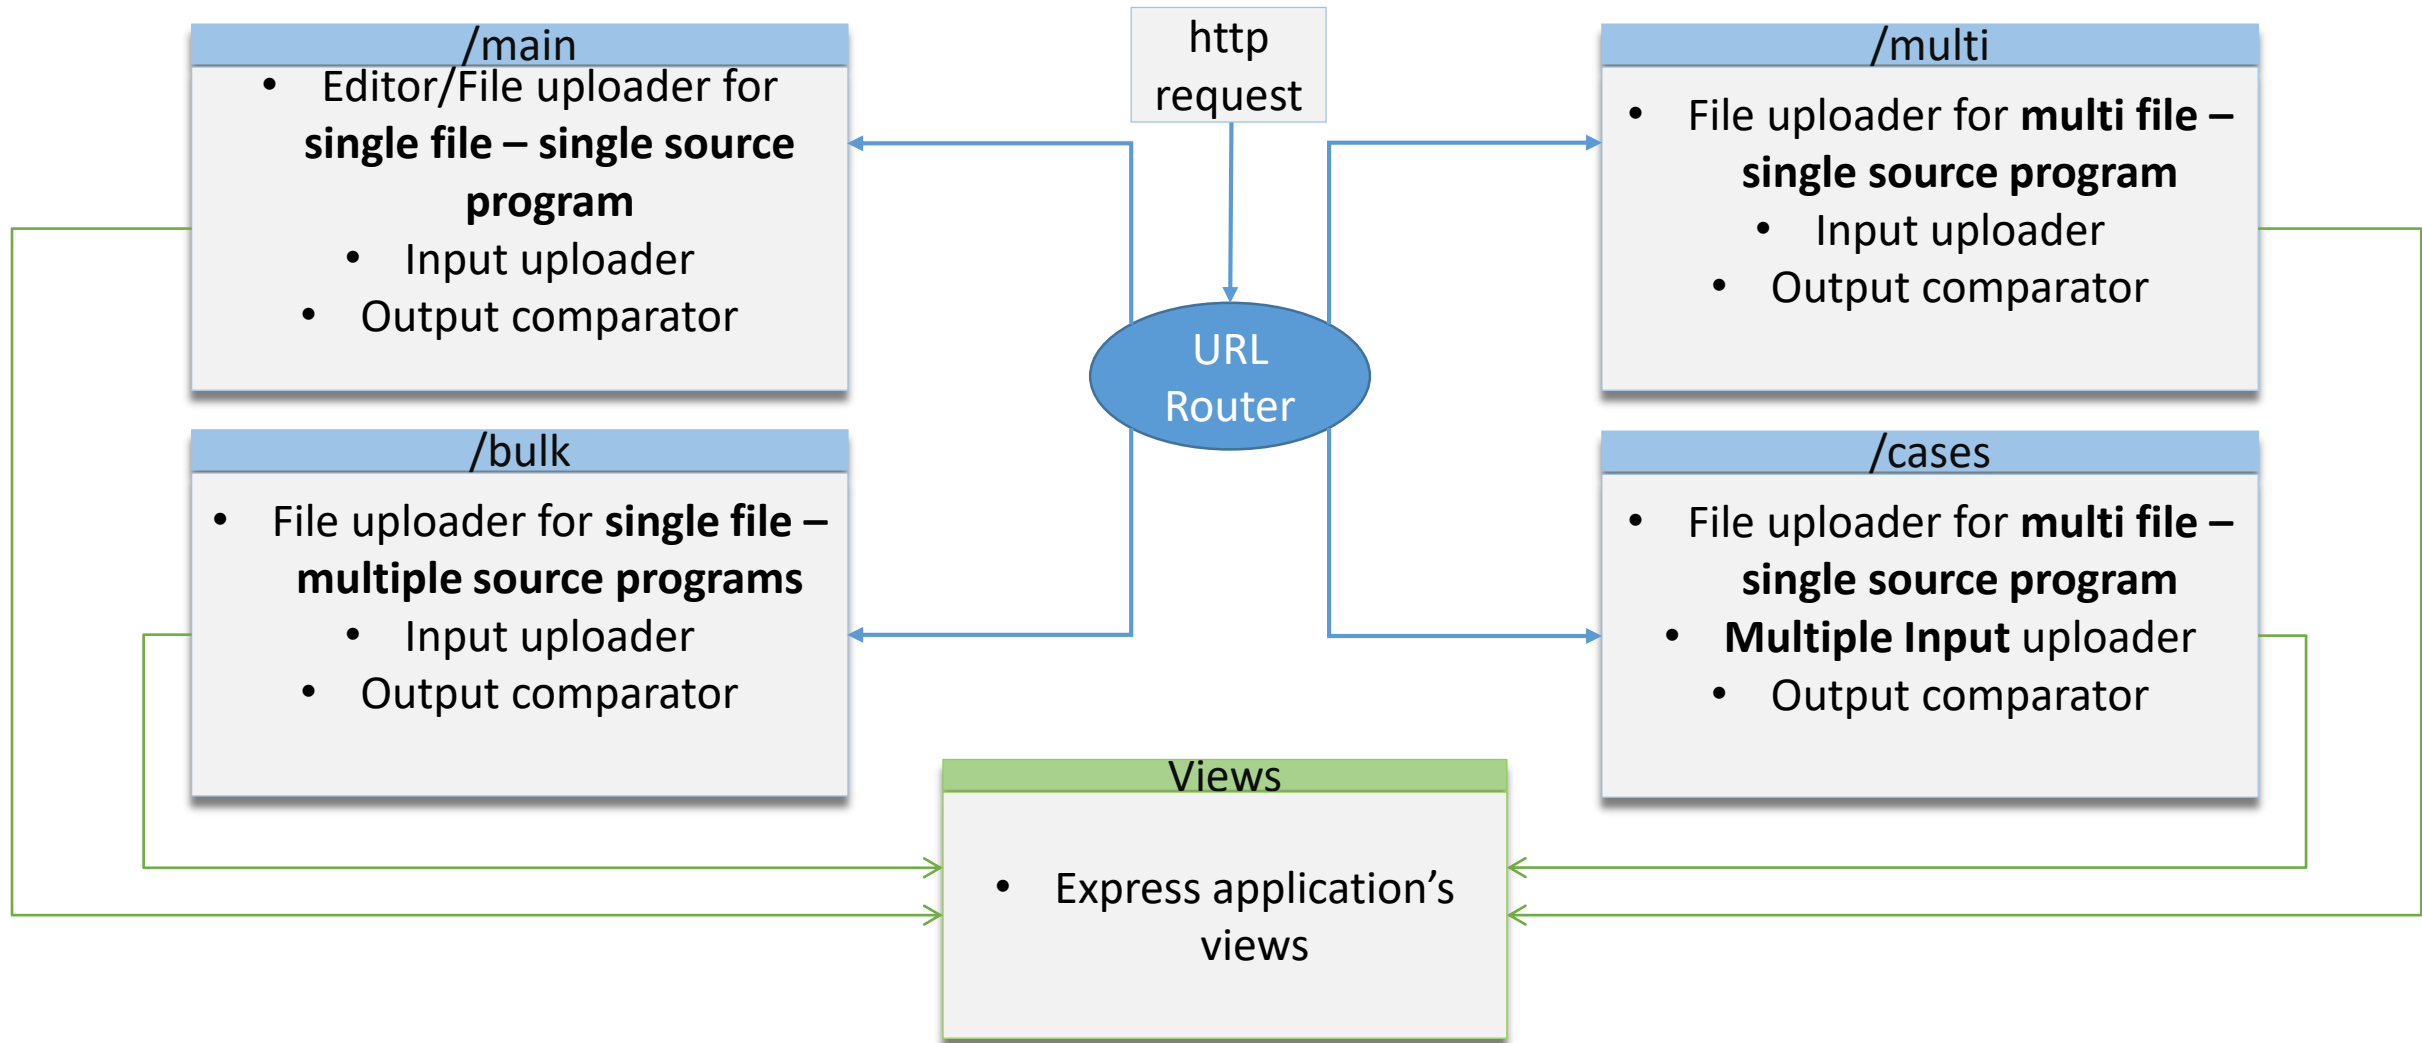 /main
• Editor/File uploader for
single file – single source
program
• Input uploader
• Output comparator
http
request
/multi
• File uploader for multi file –
single source program
• Input uploader
• Output comparator
URL
Router
/bulk
• File uploader for single file –
multiple source programs
• Input uploader
• Output comparator
/cases
• File uploader for multi file –
single source program
• Multiple Input uploader
• Output comparator
Views
• Express application’s
views